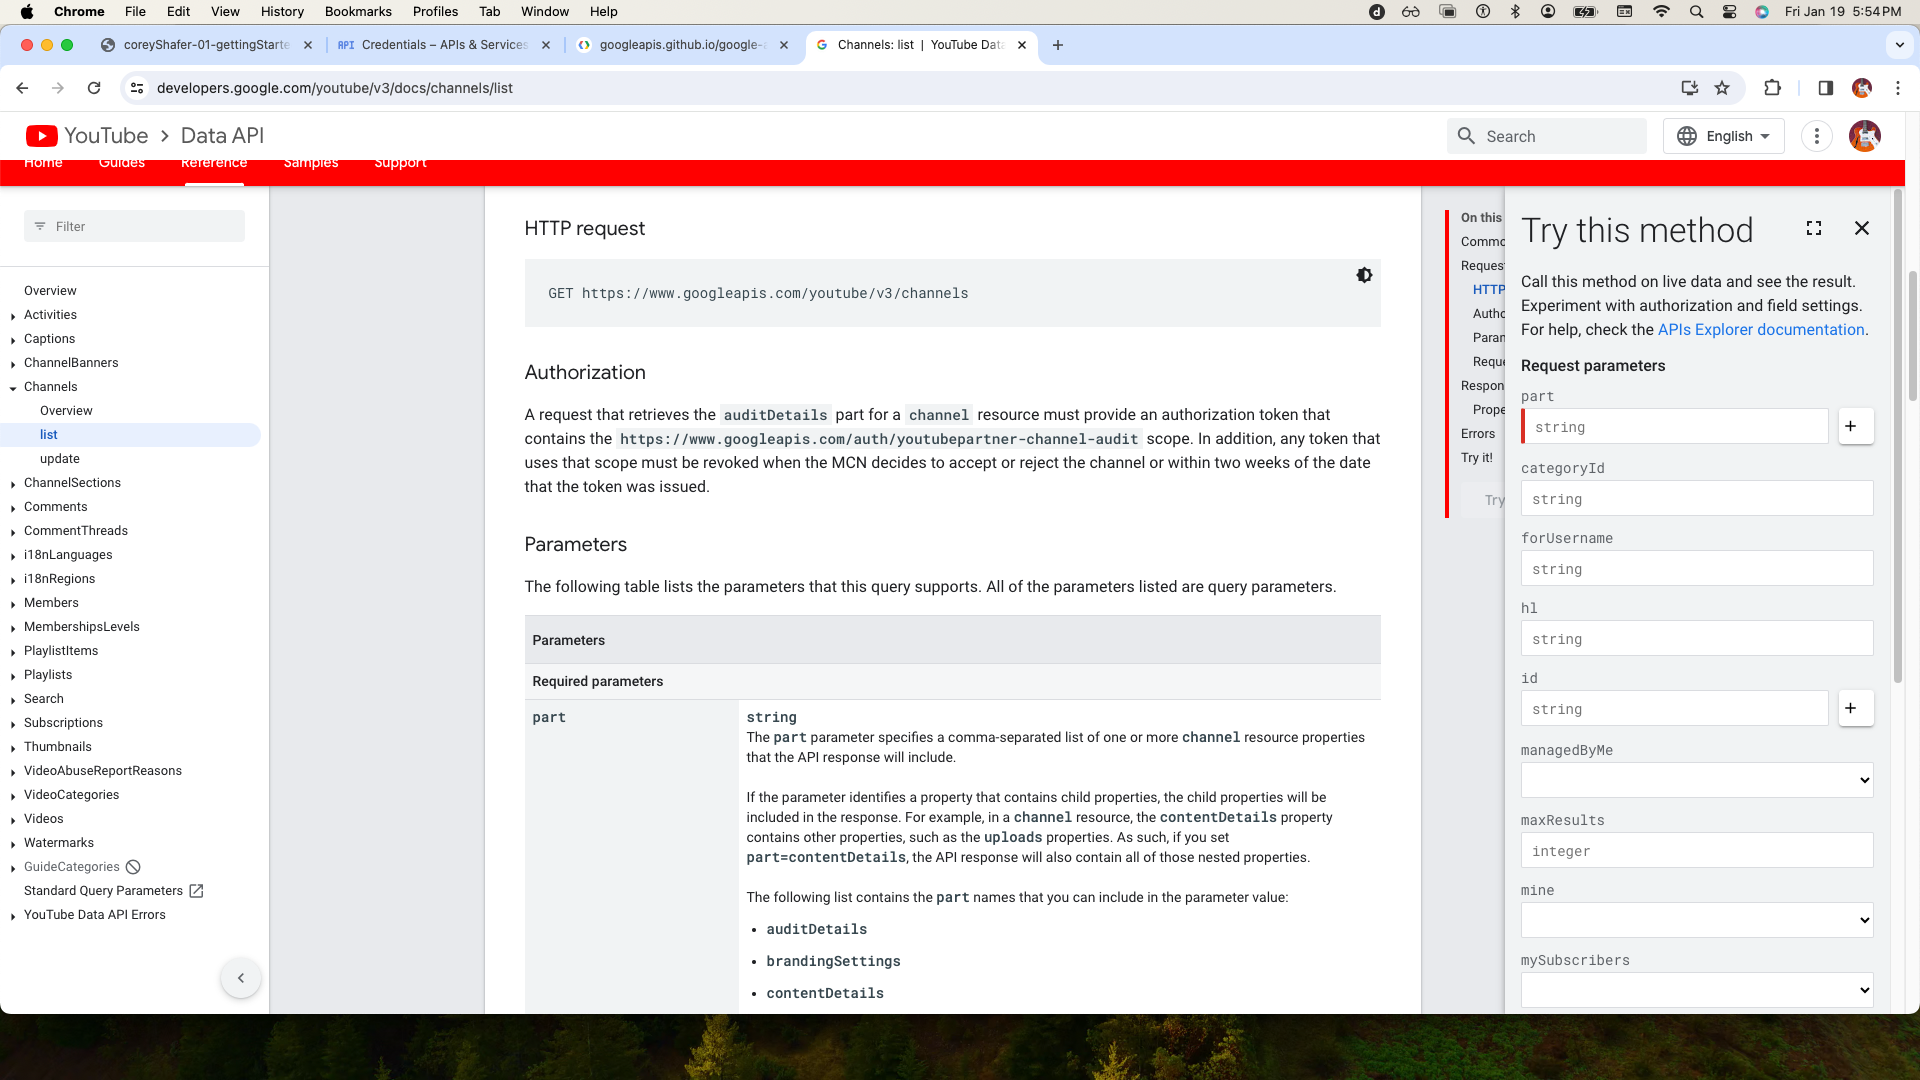 Chrome File Edit View History Bookmarks Profiles Tab Window Help Fri Jan 19 5:54 PM
coreyShafer-01-gettingStarte API Credentials – APIs & Services googleapis.github.io/google- Channels: list | YouTube Data
developers.google.com/youtube/v3/docs/channels/list
YouTube > Data API Search English
Home Guides Reference Samples Support
Filter
Overview
Activities
Captions
ChannelBanners
Channels
Overview
list
update
ChannelSections
Comments
CommentThreads
i18nLanguages
i18nRegions
Members
MembershipsLevels
PlaylistItems
Playlists
Search
Subscriptions
Thumbnails
VideoAbuseReportReasons
VideoCategories
Videos
Watermarks
GuideCategories
Standard Query Parameters
YouTube Data API Errors
HTTP request
GET https://www.googleapis.com/youtube/v3/channels
Authorization
A request that retrieves the auditDetails part for a channel resource must provide an authorization token that
contains the https://www.googleapis.com/auth/youtubepartner-channel-audit scope. In addition, any token that
uses that scope must be revoked when the MCN decides to accept or reject the channel or within two weeks of the date
that the token was issued.
Parameters
The following table lists the parameters that this query supports. All of the parameters listed are query parameters.
Parameters
Required parameters
part string
The part parameter specifies a comma-separated list of one or more channel resource properties
that the API response will include.
If the parameter identifies a property that contains child properties, the child properties will be
included in the response. For example, in a channel resource, the contentDetails property
contains other properties, such as the uploads properties. As such, if you set
part=contentDetails, the API response will also contain all of those nested properties.
The following list contains the part names that you can include in the parameter value:
• auditDetails
• brandingSettings
• contentDetails
On this
Commo
Reques
HTTP
Autho
Paran
Reque
Respon
Prope
Errors
Try it!
Try
Try this method
Call this method on live data and see the result.
Experiment with authorization and field settings.
For help, check the APIs Explorer documentation.
Request parameters
part
string +
categoryId
string
forUsername
string
hl
string
id
string +
managedByMe
maxResults
integer
mine
mySubscribers